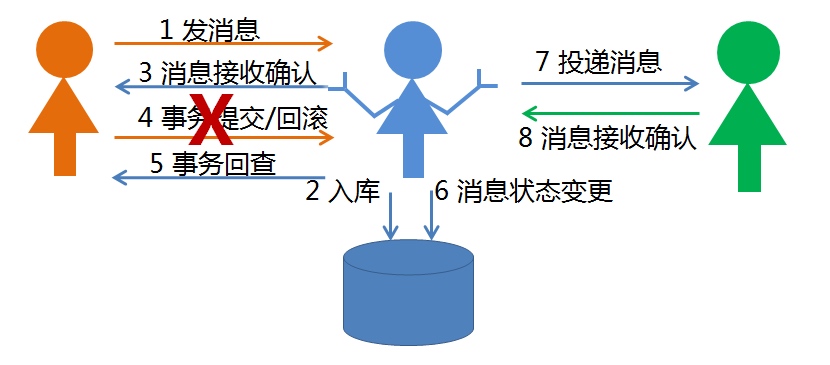 1 发消息
3 消息接收确认
4 事务提交/回滚
5 事务回查
2 入库
6 消息状态变更
7 投递消息
8 消息接收确认